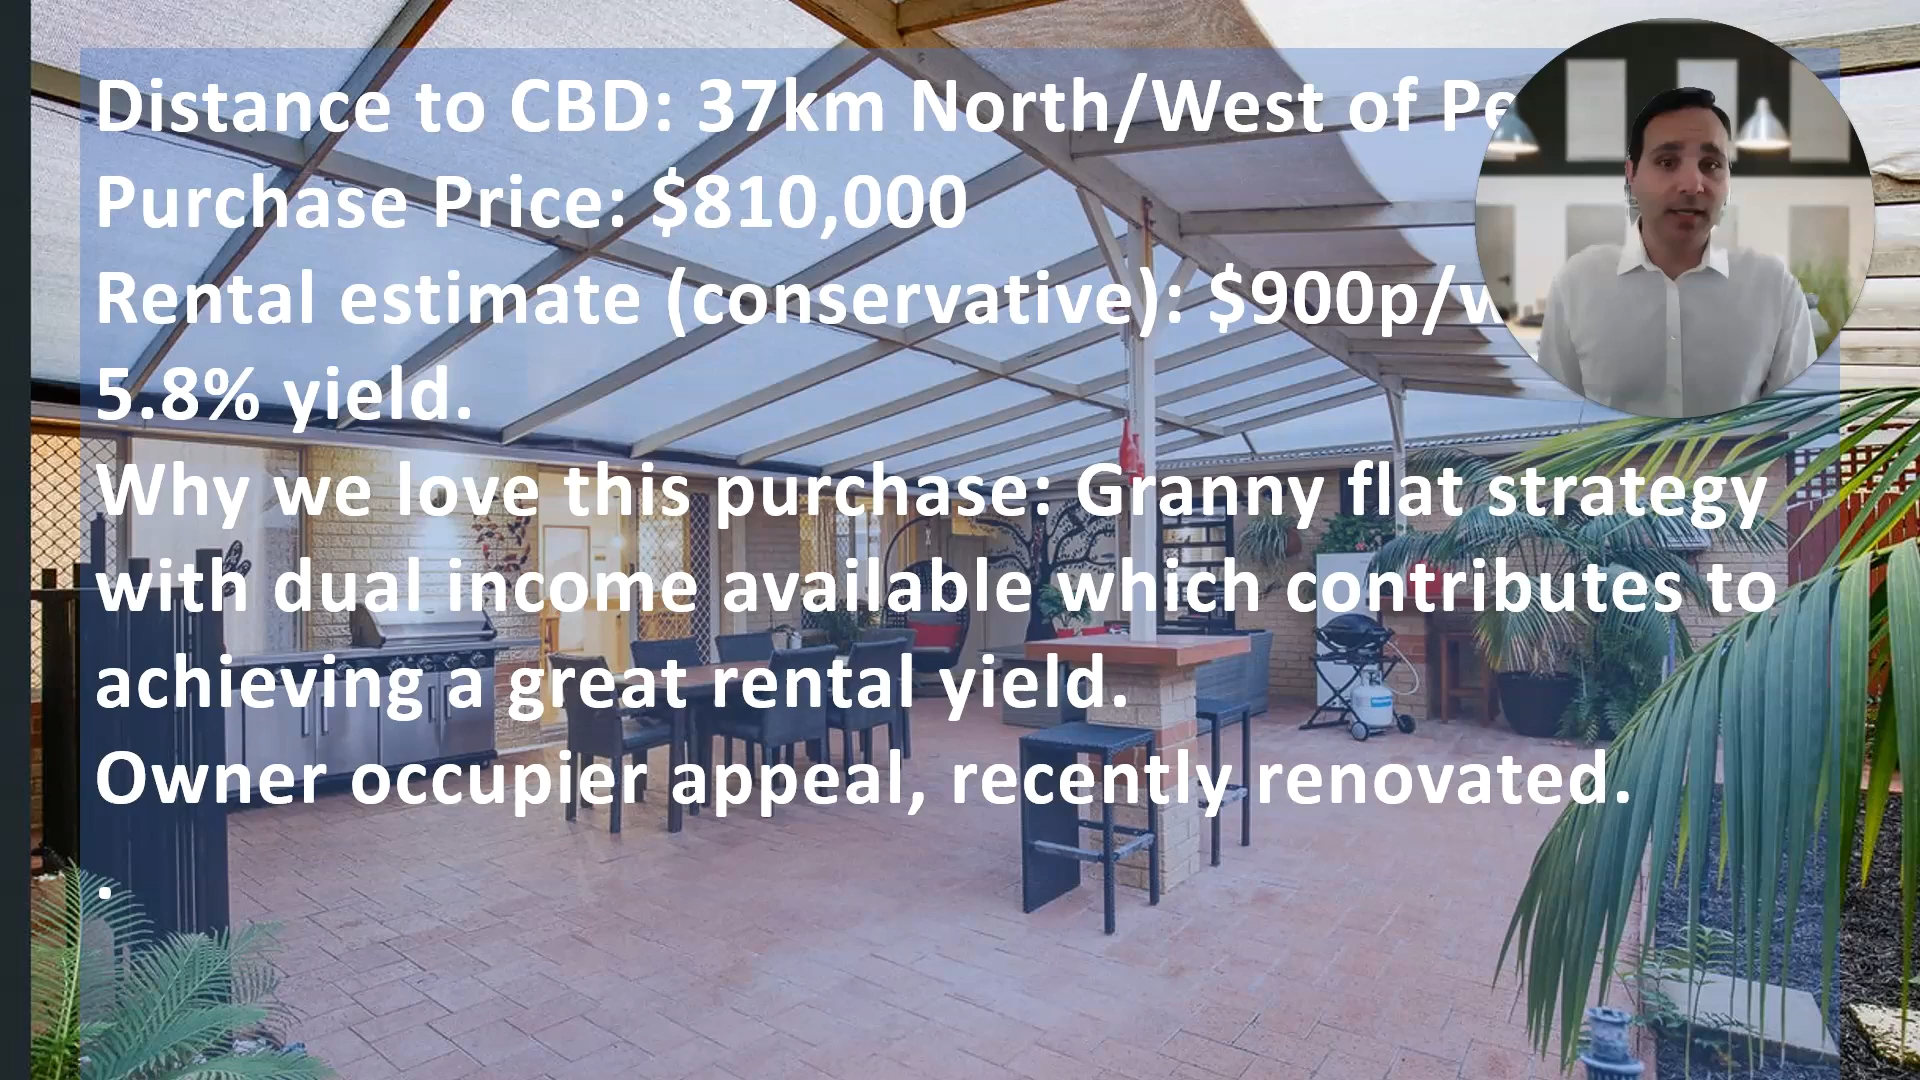 Distance to CBD: 37km North/West of
Purchase Price: $810,000
Rental estimate (conservative): $900p/w
5.8% yield.
Why we love this purchase: Granny flat strategy
with dual income available which contributes to
achieving a great rental yield.
Owner occupier appeal, recently renovated.
.